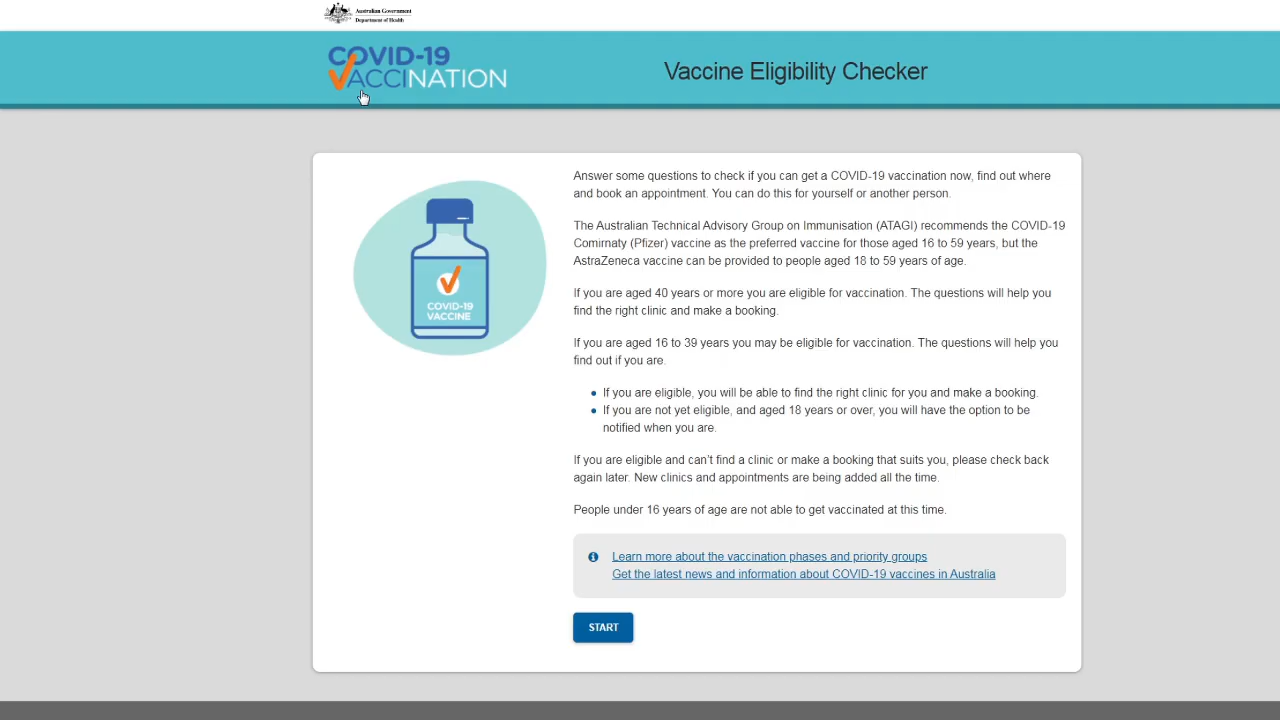 Australian Government
Department of Health
COVID-19
VACCINATION
Vaccine Eligibility Checker
Answer some questions to check if you can get a COVID-19 vaccination now, find out where
and book an appointment. You can do this for yourself or another person.
The Australian Technical Advisory Group on Immunisation (ATAGI) recommends the COVID-19
Comirnaty (Pfizer) vaccine as the preferred vaccine for those aged 16 to 59 years, but the
AstraZeneca vaccine can be provided to people aged 18 to 59 years of age.
If you are aged 40 years or more you are eligible for vaccination. The questions will help you
find the right clinic and make a booking.
If you are aged 16 to 39 years you may be eligible for vaccination. The questions will help you
find out if you are.
If you are eligible, you will be able to find the right clinic for you and make a booking.
If you are not yet eligible, and aged 18 years or over, you will have the option to be
notified when you are.
If you are eligible and can't find a clinic or make a booking that suits you, please check back
again later. New clinics and appointments are being added all the time.
People under 16 years of age are not able to get vaccinated at this time.
Learn more about the vaccination phases and priority groups
Get the latest news and information about COVID-19 vaccines in Australia
START
COVID-19
VACCINE